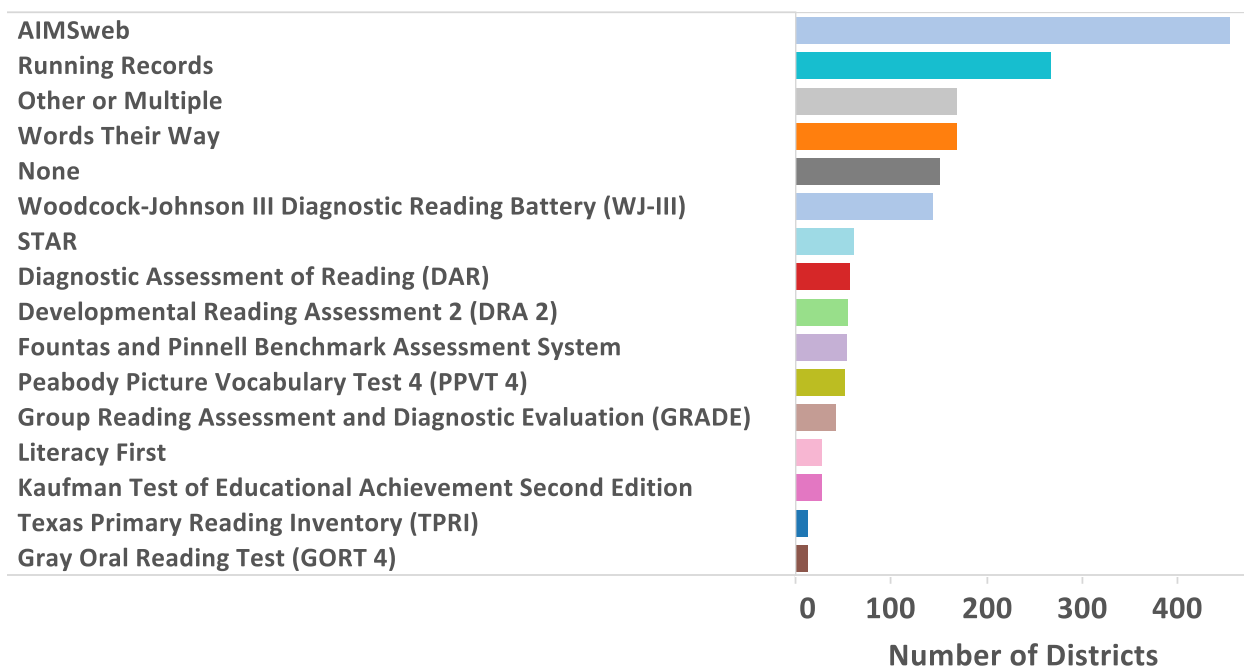 AIMSweb
Running Records
Other or Multiple
Words Their Way
None
Woodcock-Johnson III Diagnostic Reading Battery (WJ-III)
STAR
Diagnostic Assessment of Reading (DAR)
Developmental Reading Assessment 2 (DRA 2)
Fountas and Pinnell Benchmark Assessment System
Peabody Picture Vocabulary Test 4 (PPVT 4)
Group Reading Assessment and Diagnostic Evaluation (GRADE)
Literacy First
Kaufman Test of Educational Achievement Second Edition
Texas Primary Reading Inventory (TPRI)
Gray Oral Reading Test (GORT 4)
0 100 200 300 400
Number of Districts